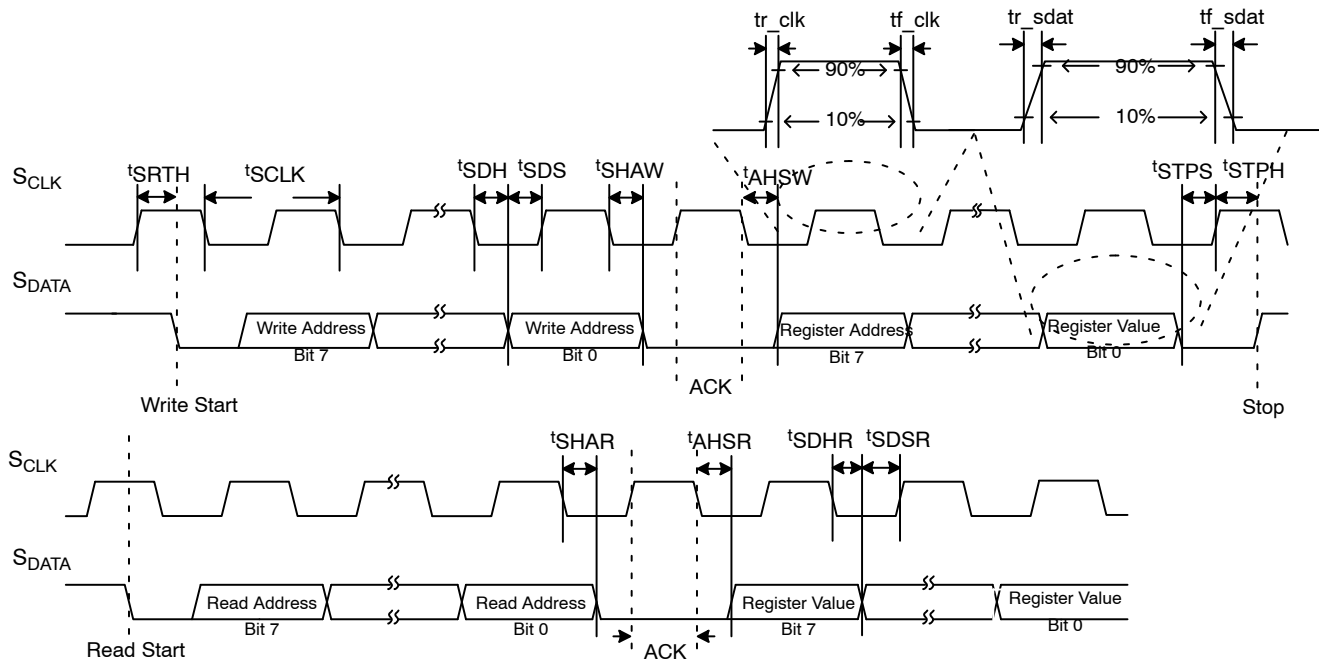 tr_clk tf_clk tr_sdat tf_sdat
90% 90%
10% 10%
tSRTH tSCLK tSDH tSDS tSHAW tAHSW tSTPS tSTPH
SCLK
SDATA
Write Address Write Address Register Address Register Value
Bit 7 Bit 0 Bit 7 Bit 0
ACK
Write Start Stop
tSHAR tAHSR tSDHR tSDSR
SCLK
SDATA
Read Address Read Address Register Value Register Value
Bit 7 Bit 0 Bit 7 Bit 0
Read Start ACK